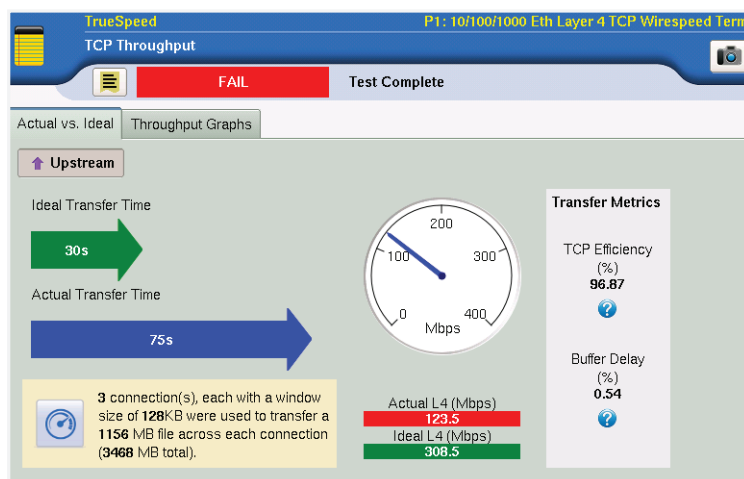 TrueSpeed
P1: 10/100/1000 Eth Layer 4 TCP Wirespeed Term
TCP Throughput
FAIL
Test Complete
Actual vs. Ideal
Throughput Graphs
Upstream
Ideal Transfer Time
30s
Actual Transfer Time
75s
3 connection(s), each with a window
size of 128KB were used to transfer a
1156 MB file across each connection
(3468 MB total).
200
100
300
0
400
Mbps
Actual L4 (Mbps)
123.5
Ideal L4 (Mbps)
308.5
Transfer Metrics
TCP Efficiency
(%)
96.87
?
Buffer Delay
(%)
0.54
?